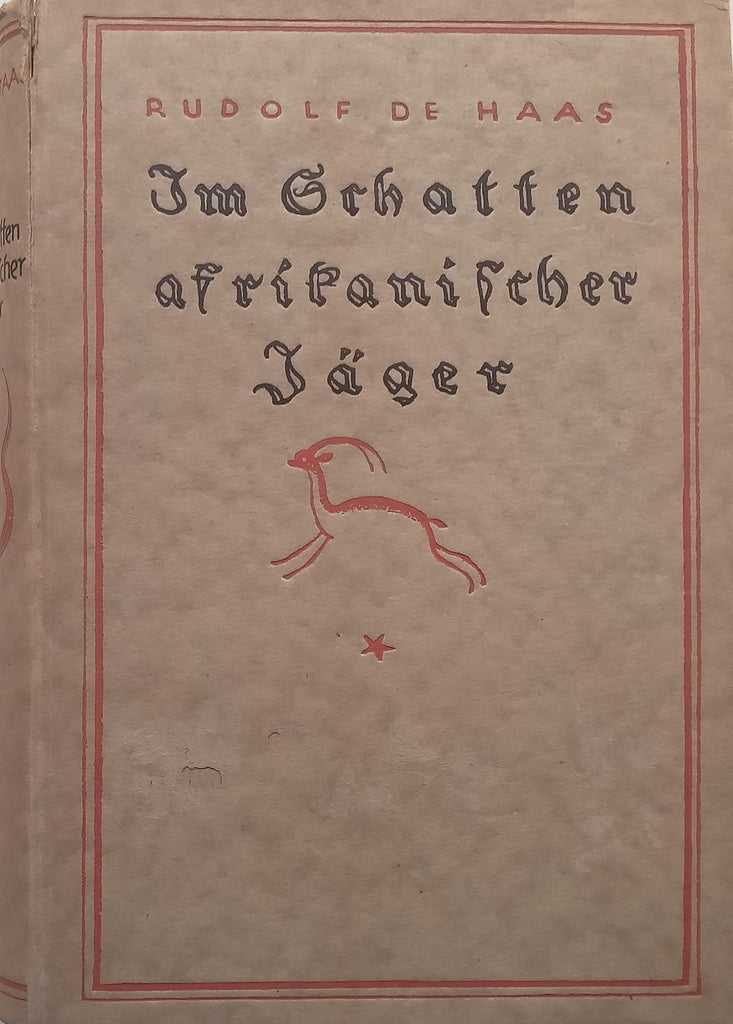 RUDOLF DE HAAS
Im Schatten
afrikaniſcher
Jäger